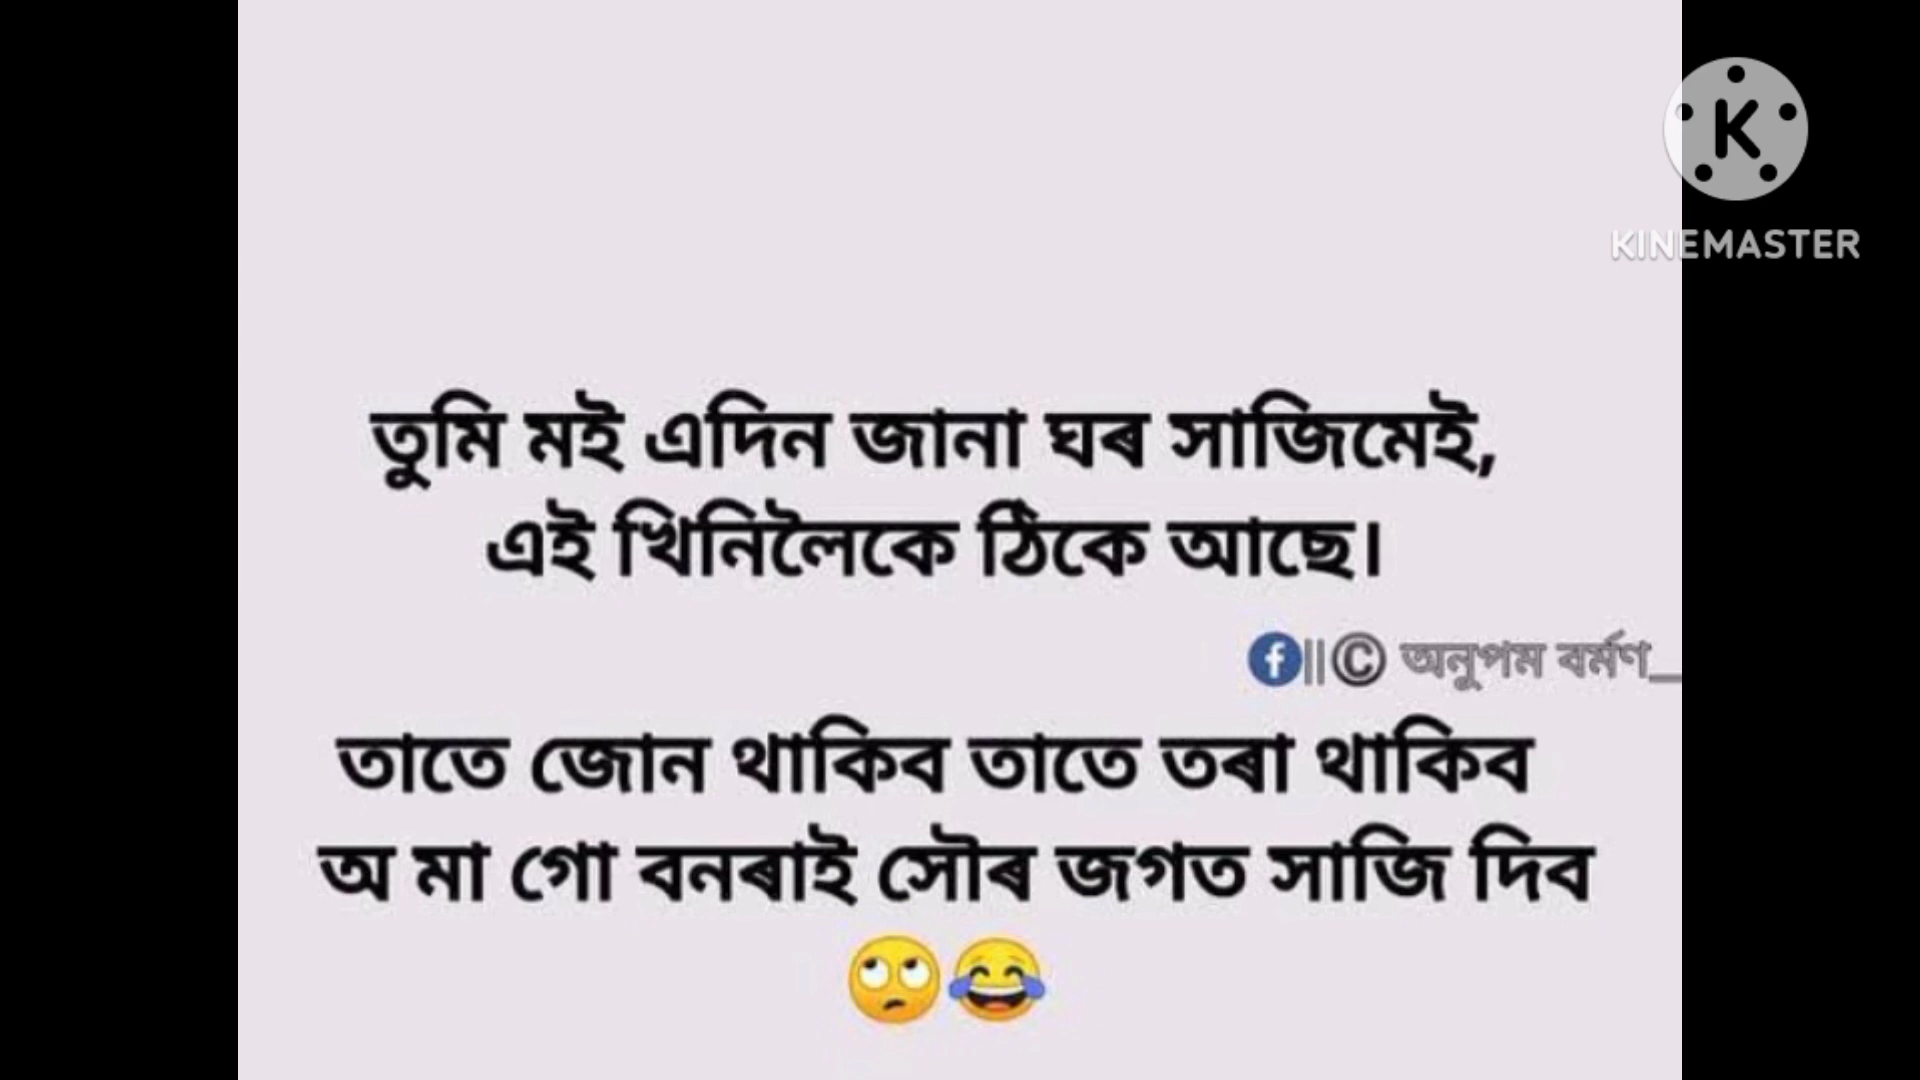 KINEMASTER
তুমি মই এদিন জানা ঘৰ সাজিমেই,
এই খিনিলৈকে ঠিকে আছে।
f||© অনুপম বৰ্মণ_
তাতে জোন থাকিব তাতে তৰা থাকিব
অ মা গো বনৰাই সৌৰ জগত সাজি দিব
🙄😂